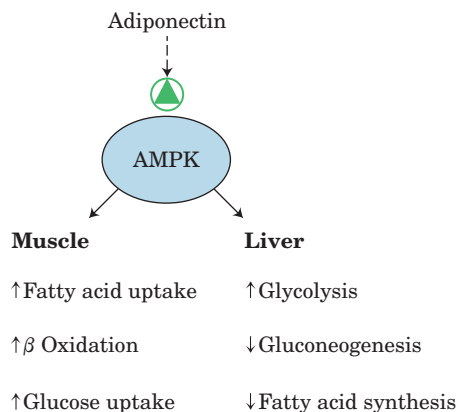 Adiponectin
AMPK
Muscle
↑Fatty acid uptake
↑β Oxidation
↑Glucose uptake
Liver
↑Glycolysis
↓Gluconeogenesis
↓Fatty acid synthesis